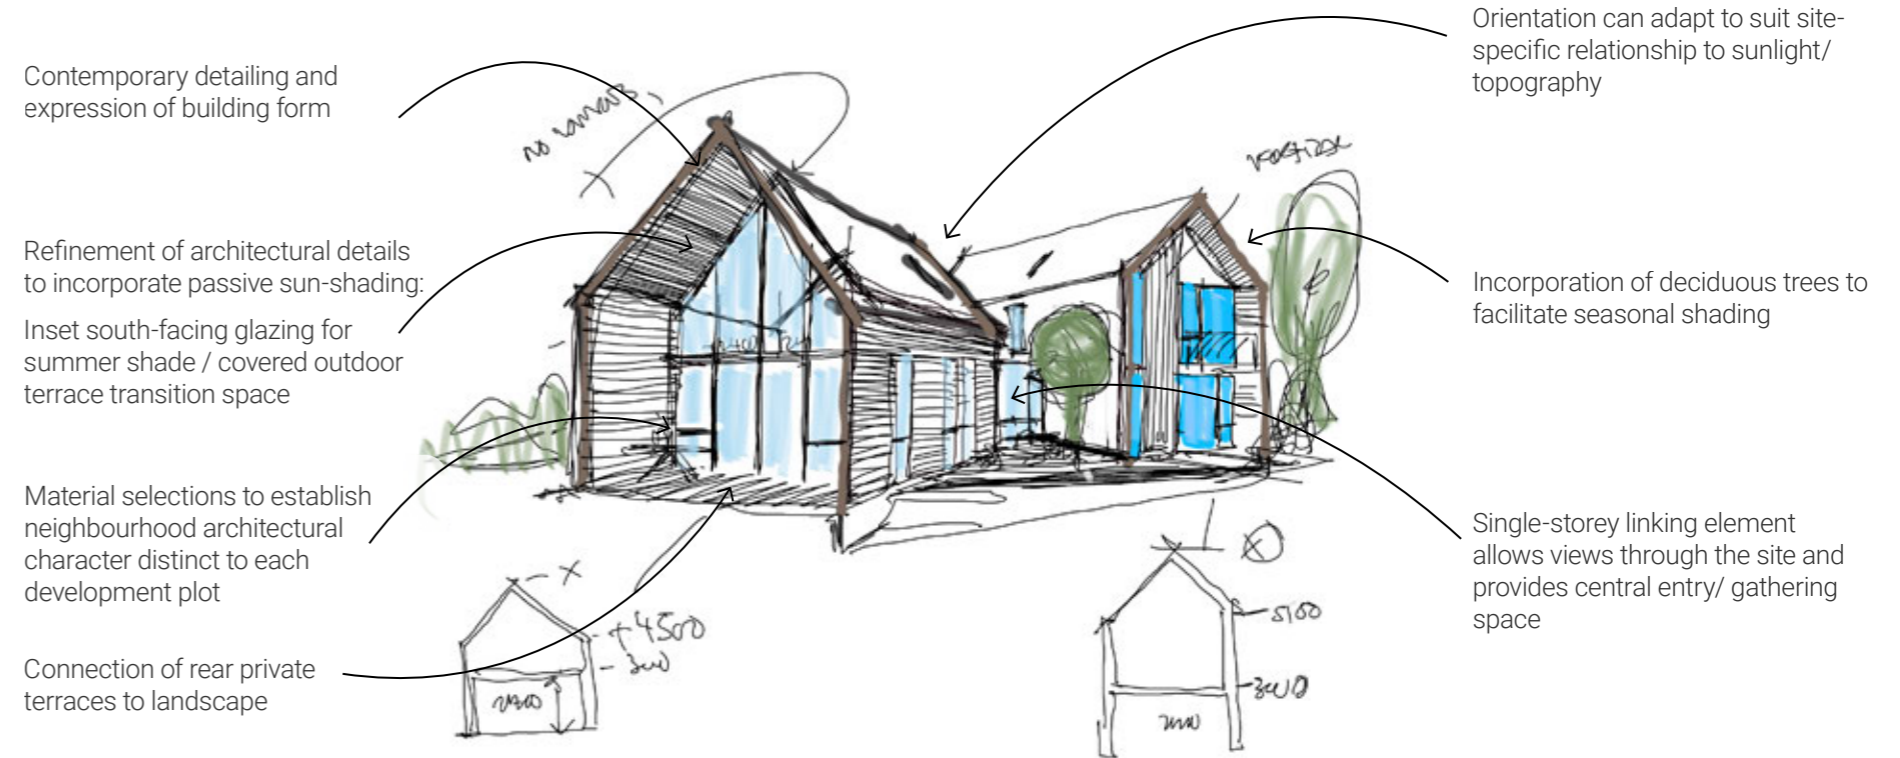 Contemporary detailing and
expression of building form
Refinement of architectural details
to incorporate passive sun-shading:
Inset south-facing glazing for
summer shade / covered outdoor
terrace transition space
Material selections to establish
neighbourhood architectural
character distinct to each
development plot
Connection of rear private
terraces to landscape
Orientation can adapt to suit site-
specific relationship to sunlight/
topography
Incorporation of deciduous trees to
facilitate seasonal shading
Single-storey linking element
allows views through the site and
provides central entry/ gathering
space
no
+4500
5100